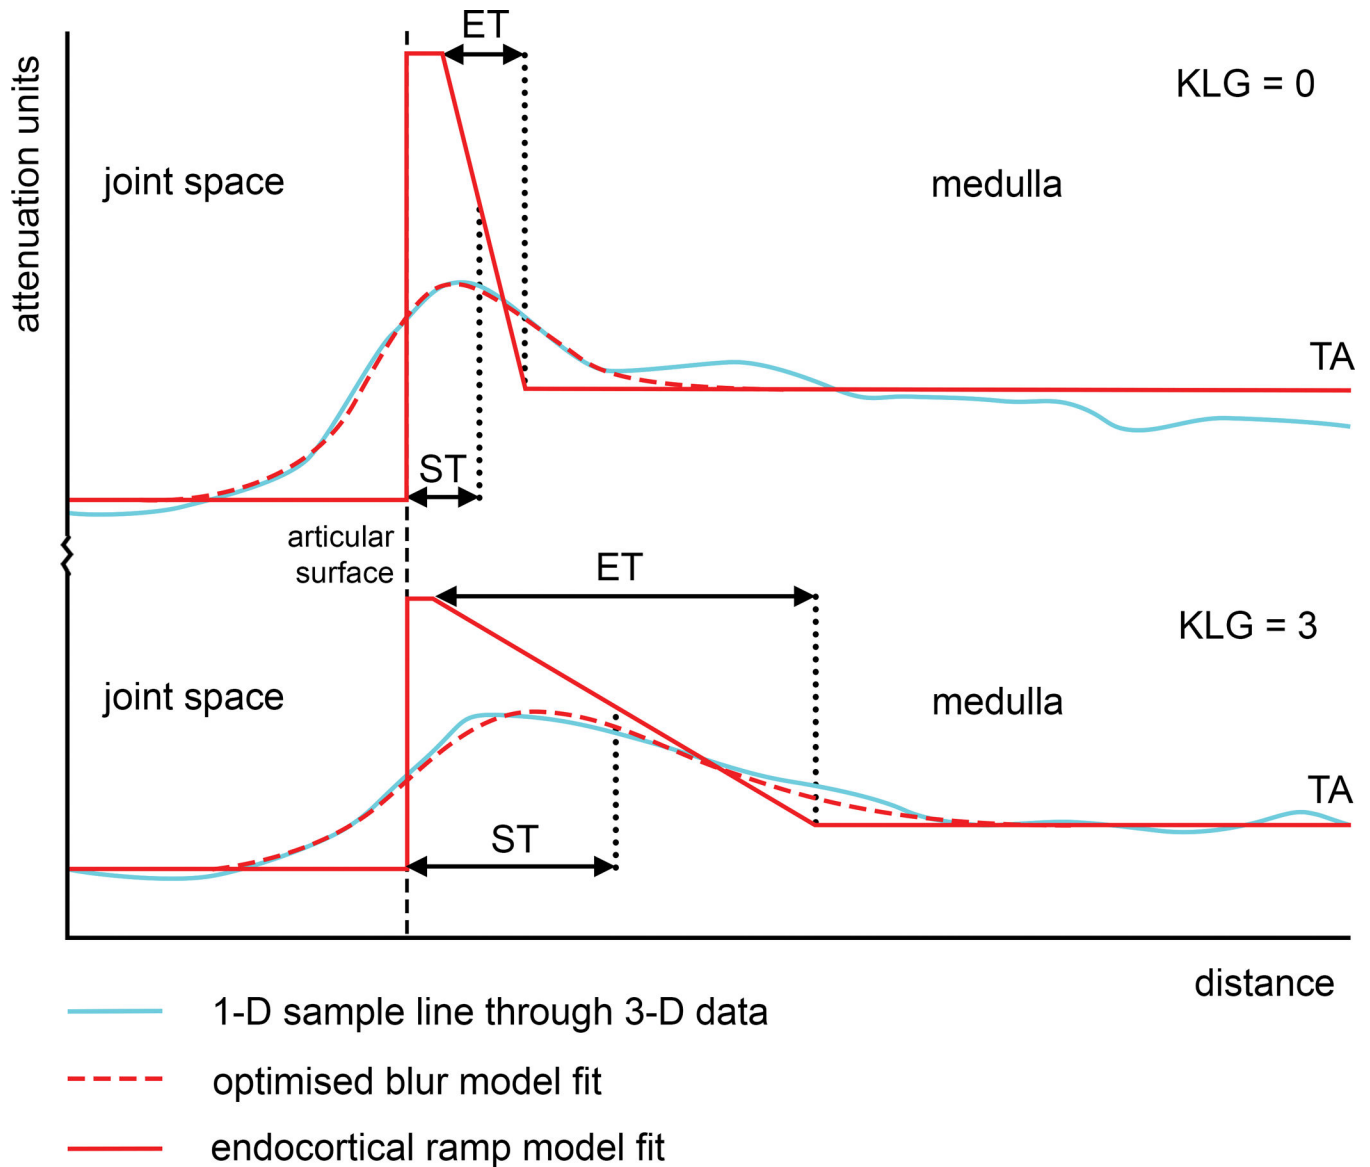 ET
attenuation units
KLG = 0
joint space
medulla
TA
ST
articular
surface
ET
KLG = 3
joint space
medulla
TA
ST
distance
1-D sample line through 3-D data
optimised blur model fit
endocortical ramp model fit